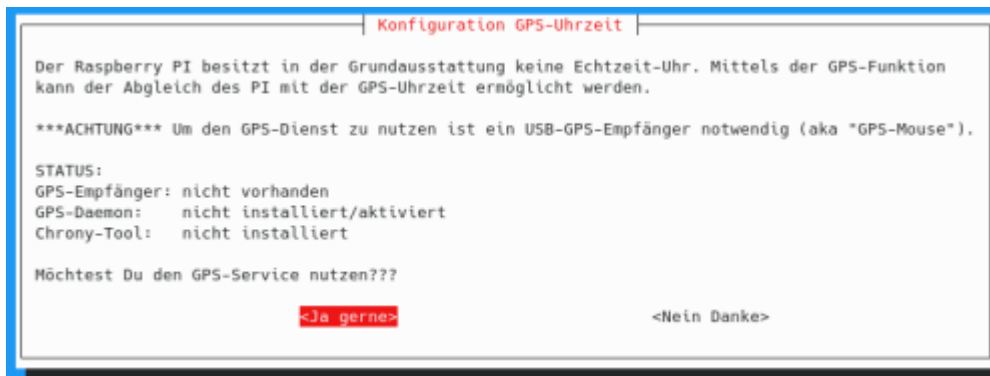 Konfiguration GPS-Uhrzeit
Der Raspberry PI besitzt in der Grundausstattung keine Echtzeit-Uhr. Mittels der GPS-Funktion
kann der Abgleich des PI mit der GPS-Uhrzeit ermöglicht werden.
***ACHTUNG*** Um den GPS-Dienst zu nutzen ist ein USB-GPS-Empfänger notwendig (aka "GPS-Mouse").
STATUS:
GPS-Empfänger: nicht vorhanden
GPS-Daemon: nicht installiert/aktiviert
Chrony-Tool: nicht installiert
Möchtest Du den GPS-Service nutzen???
<Ja gerne> <Nein Danke>